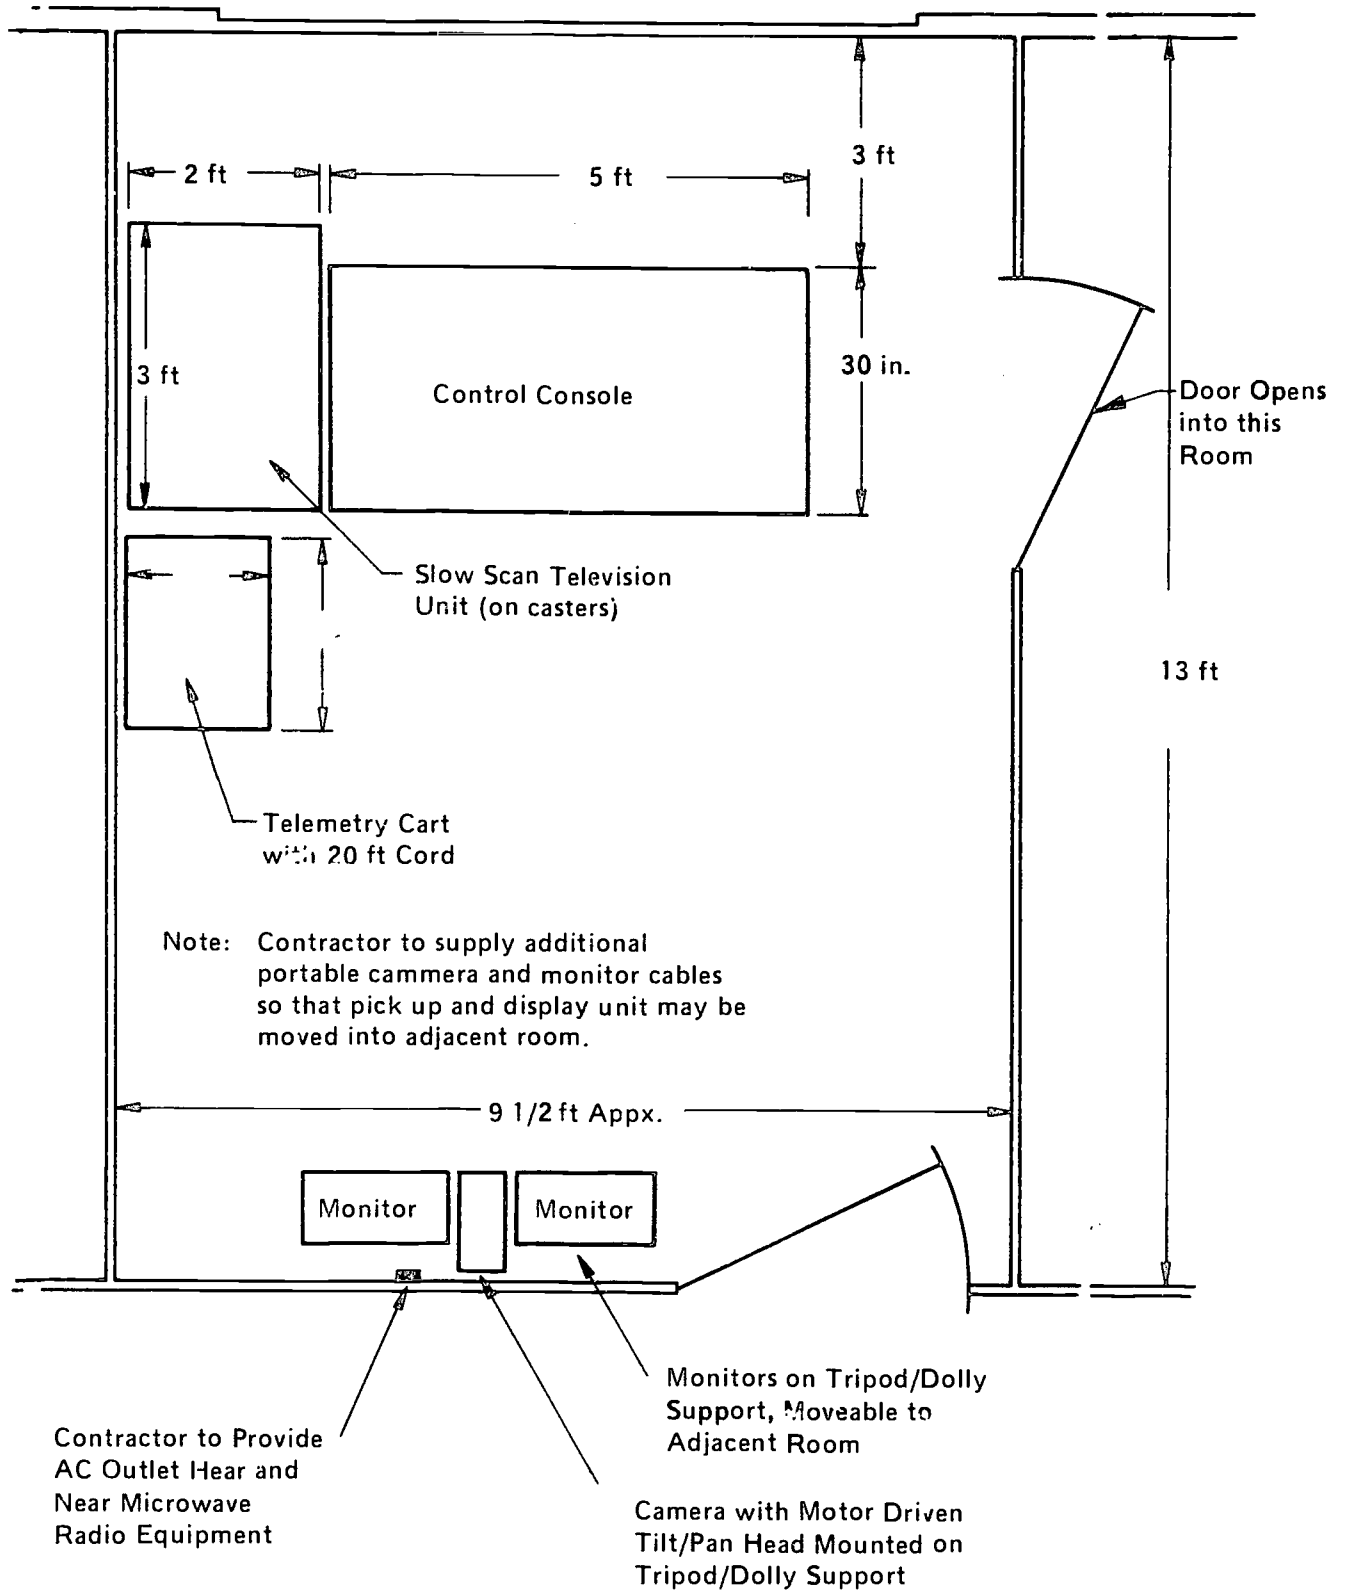 3 ft
2 ft
5 ft
3 ft
30 in.
Control Console
Door Opens
into this
Room
Slow Scan Television
Unit (on casters)
13 ft
Telemetry Cart
with 20 ft Cord
Note: Contractor to supply additional
portable cammera and monitor cables
so that pick up and display unit may be
moved into adjacent room.
9 1/2 ft Appx.
Monitor
Monitor
Monitors on Tripod/Dolly
Support, Moveable to
Adjacent Room
Contractor to Provide
AC Outlet Hear and
Near Microwave
Radio Equipment
Camera with Motor Driven
Tilt/Pan Head Mounted on
Tripod/Dolly Support